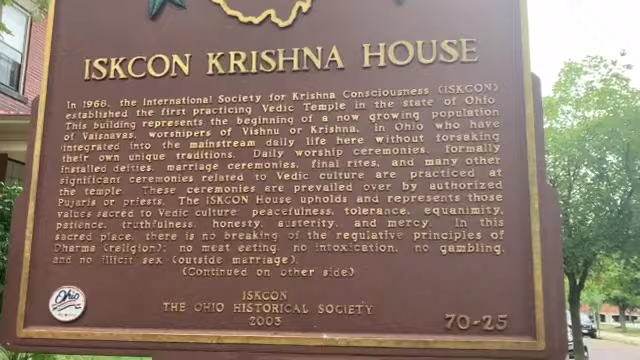 ISKCON KRISHNA HOUSE
In 1968, the International Society for Krishna Consciousness (ISKCON)
established the first practicing Vedic Temple in the state of Ohio.
This building represents the beginning of a now growing population
of Vaisnavas, worshipers of Vishnu or Krishna, in Ohio who have
integrated into the mainstream daily life here without forsaking
their own unique traditions. Daily worship ceremonies, formally
installed deities, marriage ceremonies, final rites, and many other
significant ceremonies related to Vedic culture are practiced at
the temple. These ceremonies are prevailed over by authorized
Pujaris or priests. The ISKCON House upholds and represents those
values sacred to Vedic culture: peacefulness, tolerance, equanimity,
patience, truthfulness, honesty, austerity, and mercy. In this
sacred place, there is no breaking of the regulative principles of
Dharma (religion): no meat eating, no intoxication, no gambling,
and no illicit sex (outside marriage).
(Continued on other side)
ISKCON
THE OHIO HISTORICAL SOCIETY
2003
70-25
Ohio